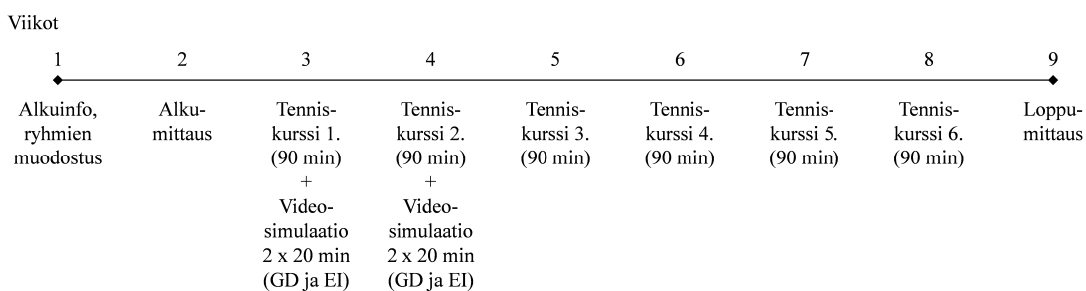 Viikot
1 2 3 4 5 6 7 8 9
Alkuinfo,
ryhmien
muodostus
Alku-
mittaus
Tennis-
kurssi 1.
(90 min)
+
Video-
simulaatio
2 x 20 min
(GD ja EI)
Tennis-
kurssi 2.
(90 min)
+
Video-
simulaatio
2 x 20 min
(GD ja EI)
Tennis-
kurssi 3.
(90 min)
Tennis-
kurssi 4.
(90 min)
Tennis-
kurssi 5.
(90 min)
Tennis-
kurssi 6.
(90 min)
Loppu-
mittaus